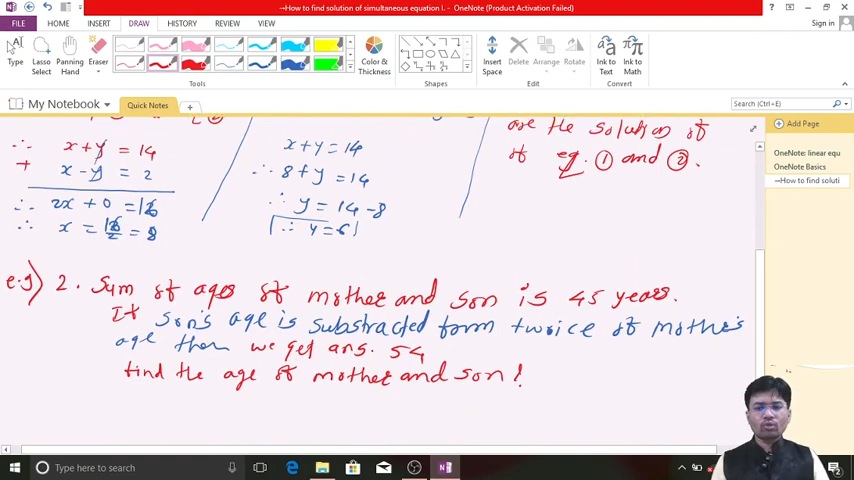 →How to find solution of simultaneous equation I. - OneNote (Product Activation Failed)
FILE HOME INSERT DRAW HISTORY REVIEW VIEW
Sign in
Type
Lasso Select
Panning Hand
Eraser
Color & Thickness
Insert Space
Delete
Arrange
Rotate
Ink to Text
Ink to Math
Tools
Shapes
Edit
Convert
My Notebook
Quick Notes
Search (Ctrl+E)
Add Page
OneNote: linear equ
OneNote Basics
→How to find soluti
∴ x + y = 14
+ x - y = 2
∴ 2x + 0 = 16
∴ x = 16/2 = 8
x + y = 14
∴ 8 + y = 14
∴ y = 14 - 8
∴ y = 6
are the solution of
of eq. ① and ②.
e.g) 2. Sum of ages of mother and son is 45 years.
If son's age is substracted form twice of mother's
age then we get ans. 54
find the age of mother and son?
Type here to search